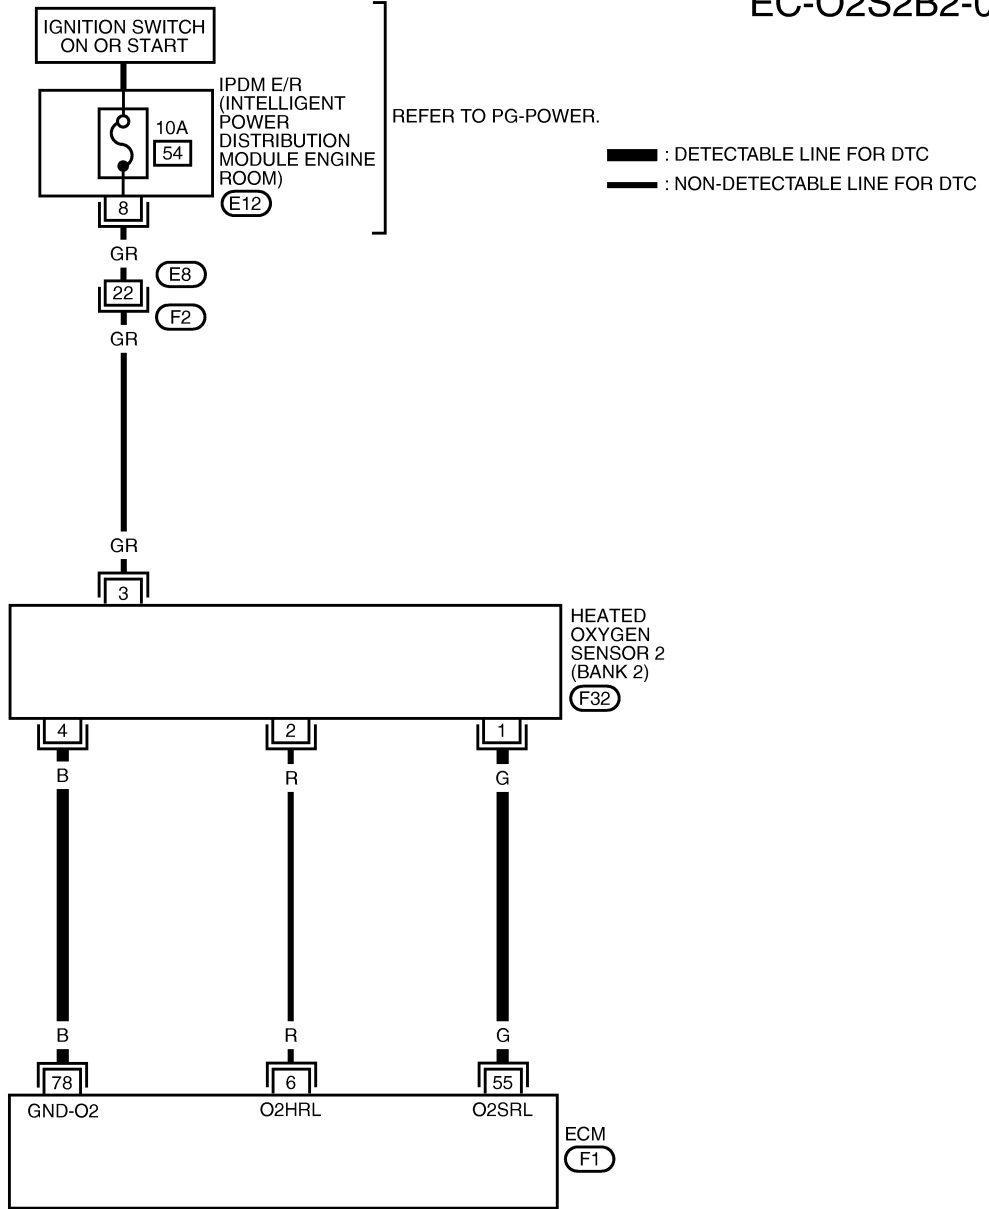 EC-O2S2B2-0
IGNITION SWITCH
ON OR START
IPDM E/R
(INTELLIGENT
POWER
DISTRIBUTION
MODULE ENGINE
ROOM)
E12
10A
54
REFER TO PG-POWER.
: DETECTABLE LINE FOR DTC
: NON-DETECTABLE LINE FOR DTC
8
GR
E8
22
F2
GR
GR
3
HEATED
OXYGEN
SENSOR 2
(BANK 2)
F32
4 2 1
B R G
B R G
78 6 55
GND-O2 O2HRL O2SRL
ECM
F1